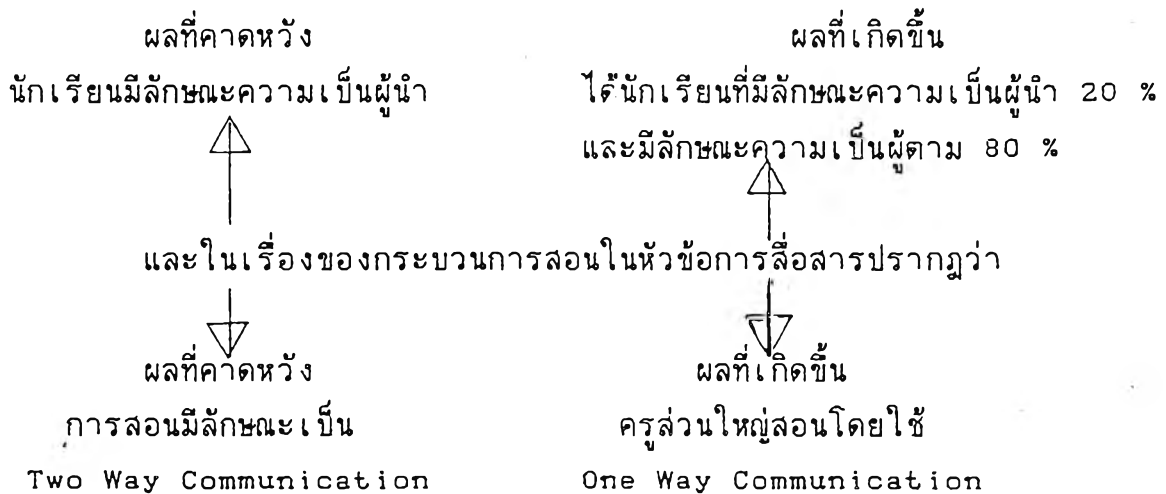 ผลที่คาดหวัง ผลที่เกิดขึ้น
นักเรียนมีลักษณะความเป็นผู้นำ ได้นักเรียนที่มีลักษณะความเป็นผู้นำ 20 %
และมีลักษณะความเป็นผู้ตาม 80 %
และในเรื่องของกระบวนการสอนในหัวข้อการสื่อสารปรากฏว่า
ผลที่คาดหวัง ผลที่เกิดขึ้น
การสอนมีลักษณะเป็น ครูส่วนใหญ่สอนโดยใช้
Two Way Communication One Way Communication